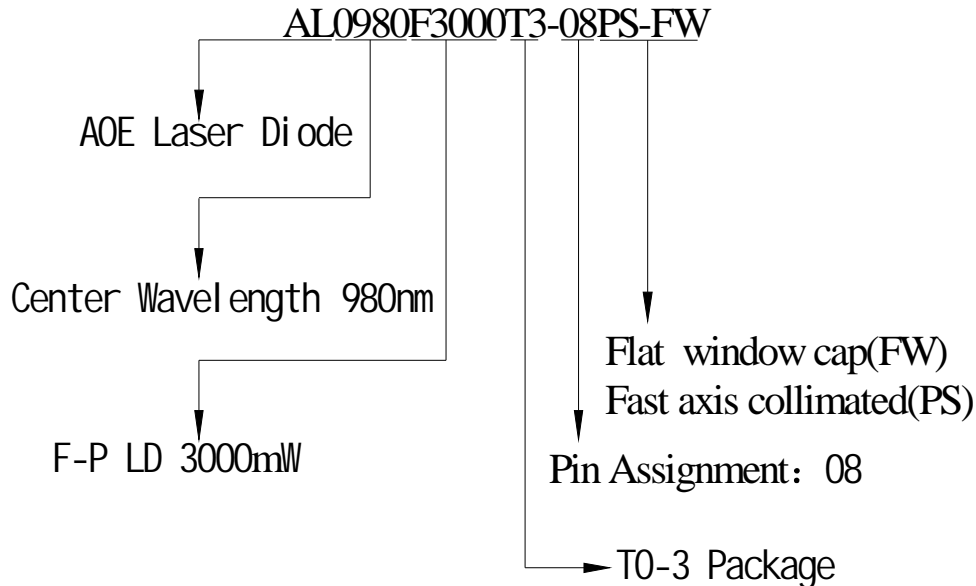 AL0980F3000T3-08PS-FW
AOE Laser Diode
Center Wavelength 980nm
Flat window cap(FW)
Fast axis collimated(PS)
F-P LD 3000mW
Pin Assignment：08
TO-3 Package